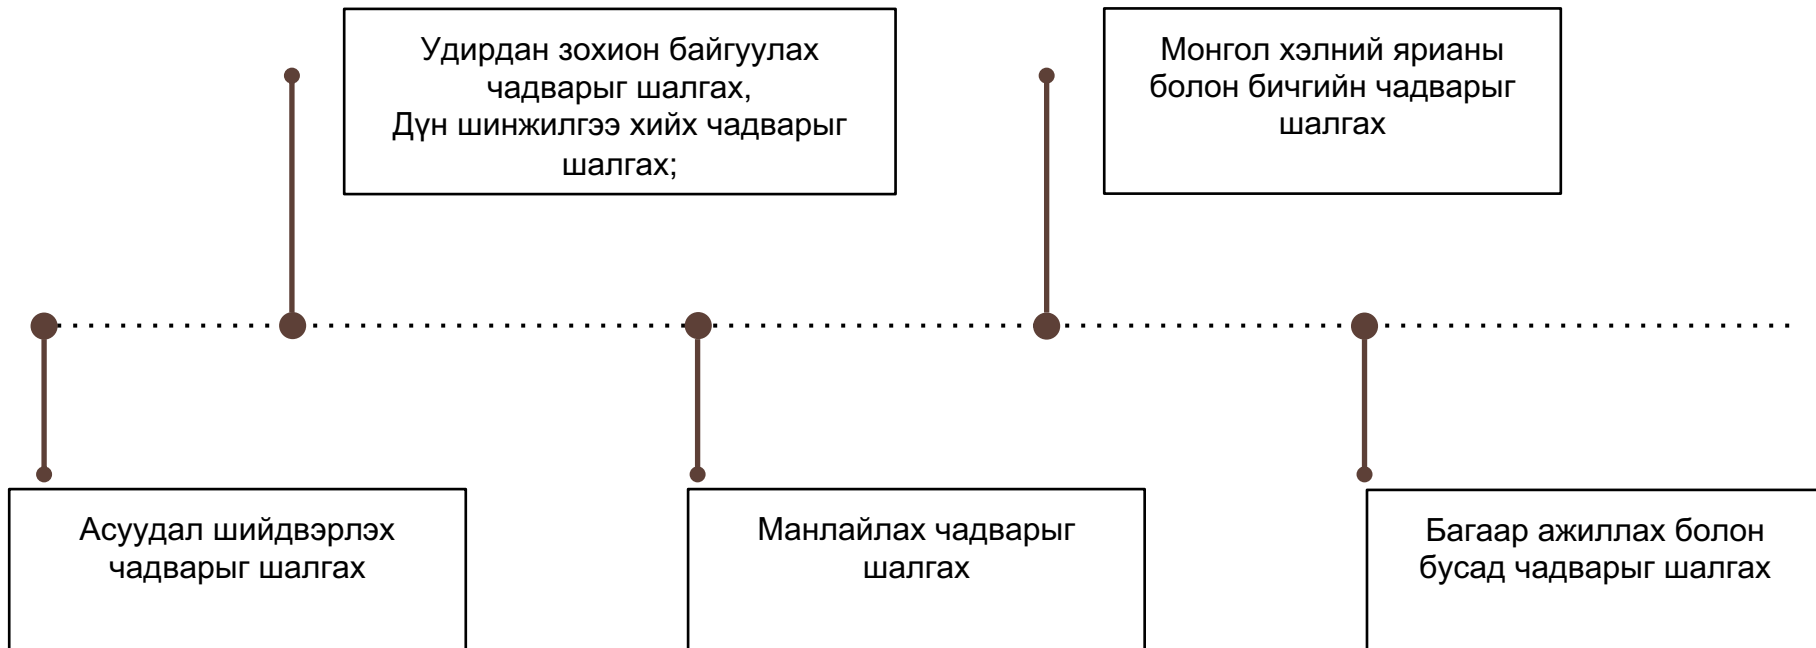 Удирдан зохион байгуулах
чадварыг шалгах,
Дүн шинжилгээ хийх чадварыг
шалгах;
Монгол хэлний ярианы
болон бичгийн чадварыг
шалгах
Асуудал шийдвэрлэх
чадварыг шалгах
Манлайлах чадварыг
шалгах
Багаар ажиллах болон
бусад чадварыг шалгах